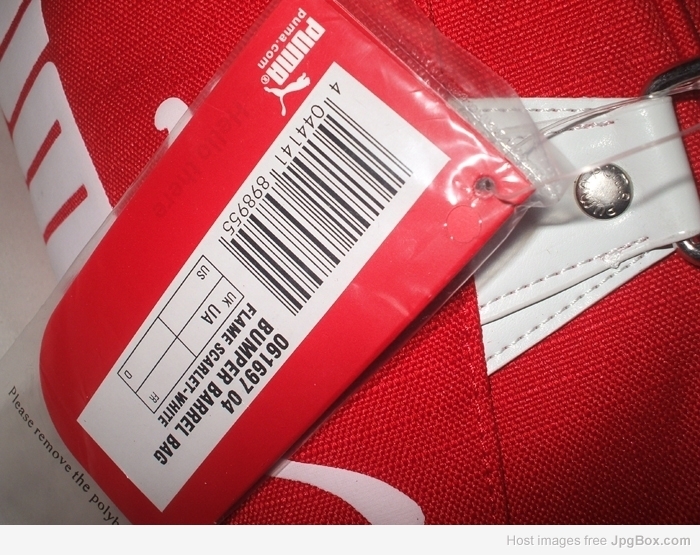 PUMA®
puma.com
4 044141 898955
US
UK UA
D
FR
061697 04
BUMPER BARREL BAG
FLAME SCARLET-WHITE
Please remove the polyb
Host images free JpgBox.com